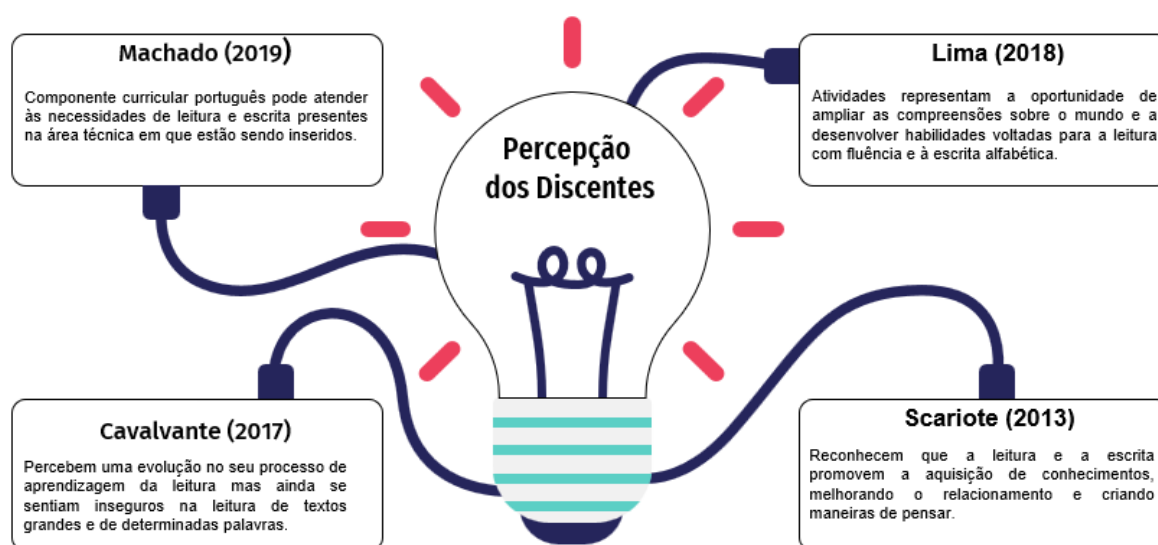 Machado (2019)
Componente curricular português pode atender
às necessidades de leitura e escrita presentes
na área técnica em que estão sendo inseridos.
Lima (2018)
Atividades representam a oportunidade de
ampliar as compreensões sobre o mundo e a
desenvolver habilidades voltadas para a leitura
com fluência e à escrita alfabética.
Percepção
dos Discentes
Cavalvante (2017)
Percebem uma evolução no seu processo de
aprendizagem da leitura mas ainda se
sentiam inseguros na leitura de textos
grandes e de determinadas palavras.
Scariote (2013)
Reconhecem que a leitura e a escrita
promovem a aquisição de conhecimentos,
melhorando o relacionamento e criando
maneiras de pensar.